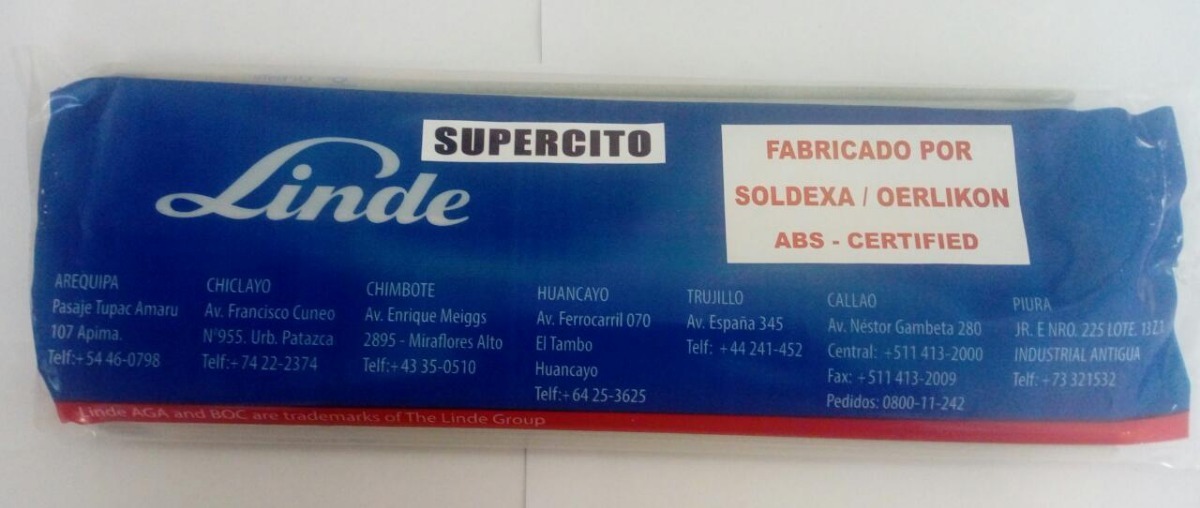 Linde
SUPERCITO
FABRICADO POR
SOLDEXA / OERLIKON
ABS - CERTIFIED
AREQUIPA
Pasaje Tupac Amaru
107 Apima.
Telf:+54 46-0798
CHICLAYO
Av. Francisco Cuneo
N°955. Urb. Patazca
Telf:+74 22-2374
CHIMBOTE
Av. Enrique Meiggs
2895 - Miraflores Alto
Telf:+43 35-0510
HUANCAYO
Av. Ferrocarril 070
El Tambo
Huancayo
Telf:+64 25-3625
TRUJILLO
Av. España 345
Telf: +44 241-452
CALLAO
Av. Néstor Gambeta 280
Central: +511 413-2000
Fax: +511 413-2009
Pedidos: 0800-11-242
PIURA
JR. E NRO. 225 LOTE.
INDUSTRIAL ANTIGUA
Telf: +73 321532
Linde AGA and BOC are trademarks of The Linde Group